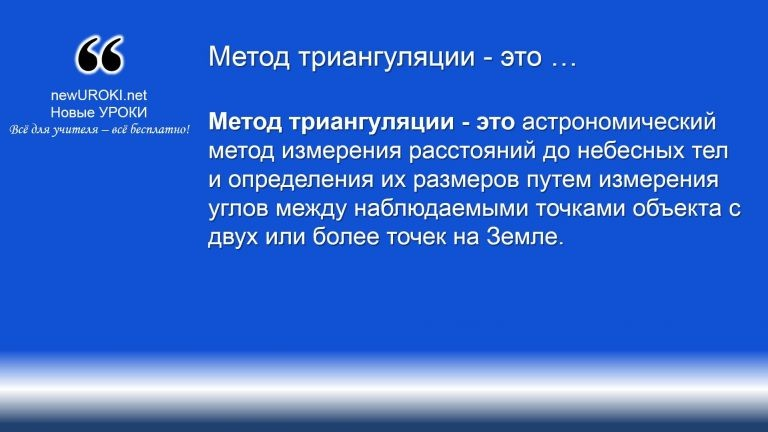 ❝
newUROKI.net
Новые УРОКИ
Всё для учителя – всё бесплатно!
Метод триангуляции - это …
Метод триангуляции - это астрономический
метод измерения расстояний до небесных тел
и определения их размеров путем измерения
углов между наблюдаемыми точками объекта с
двух или более точек на Земле.